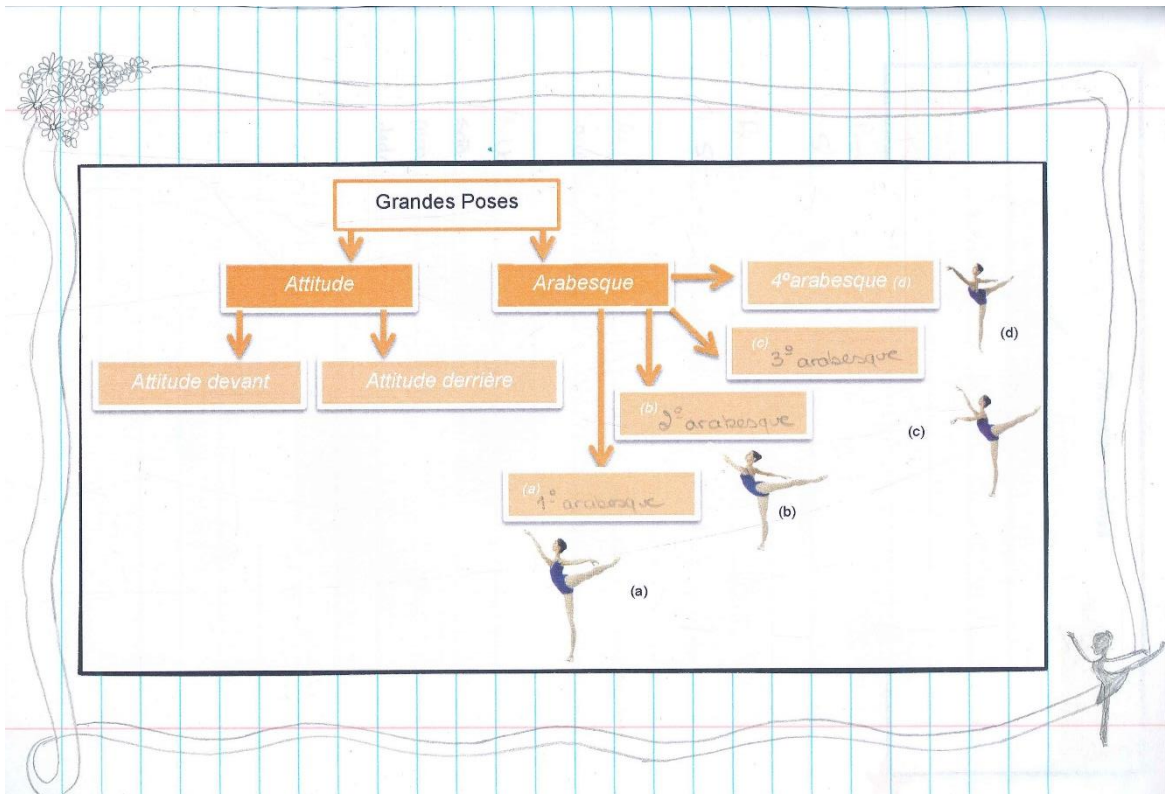 Grandes Poses
Attitude
Arabesque
4ºarabesque (d)
(d)
(c)
3º arabesque
Attitude devant
Attitude derrière
(b)
2º arabesque
(c)
(a)
1º arabesque
(b)
(a)